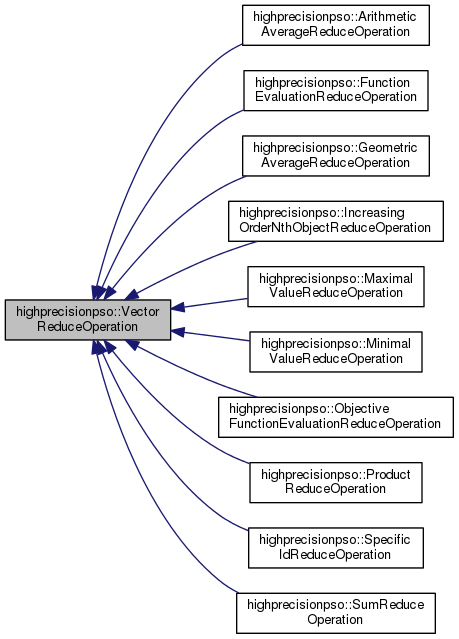 highprecisionpso::Arithmetic
AverageReduceOperation
highprecisionpso::Function
EvaluationReduceOperation
highprecisionpso::Geometric
AverageReduceOperation
highprecisionpso::Increasing
OrderNthObjectReduceOperation
highprecisionpso::Maximal
ValueReduceOperation
highprecisionpso::Vector
ReduceOperation
highprecisionpso::Minimal
ValueReduceOperation
highprecisionpso::Objective
FunctionEvaluationReduceOperation
highprecisionpso::Product
ReduceOperation
highprecisionpso::Specific
IdReduceOperation
highprecisionpso::SumReduce
Operation